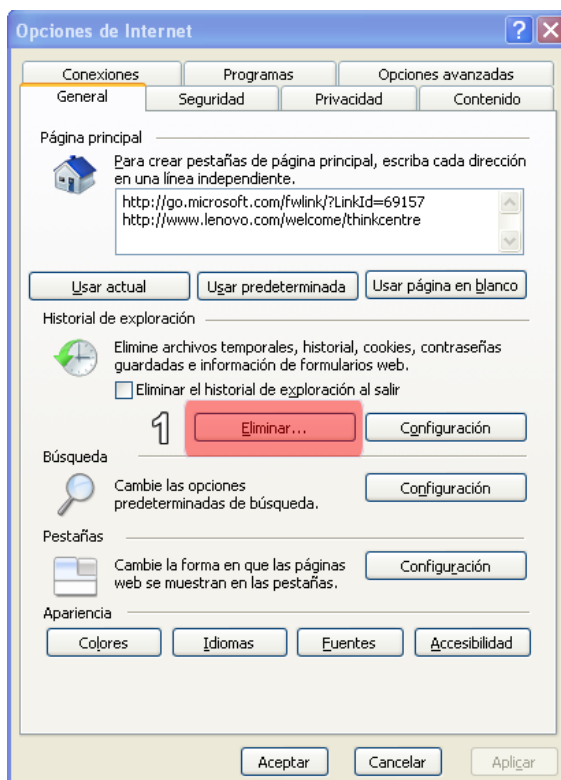 Opciones de Internet
Conexiones Programas Opciones avanzadas
General Seguridad Privacidad Contenido
Página principal
Para crear pestañas de página principal, escriba cada dirección
en una línea independiente.
http://go.microsoft.com/fwlink/?LinkId=69157
http://www.lenovo.com/welcome/thinkcentre
Usar actual Usar predeterminada Usar página en blanco
Historial de exploración
Elimine archivos temporales, historial, cookies, contraseñas
guardadas e información de formularios web.
Eliminar el historial de exploración al salir
1 Eliminar... Configuración
Búsqueda
Cambie las opciones
predeterminadas de búsqueda.
Configuración
Pestañas
Cambie la forma en que las páginas
web se muestran en las pestañas.
Configuración
Apariencia
Colores Idiomas Fuentes Accesibilidad
Aceptar Cancelar Aplicar